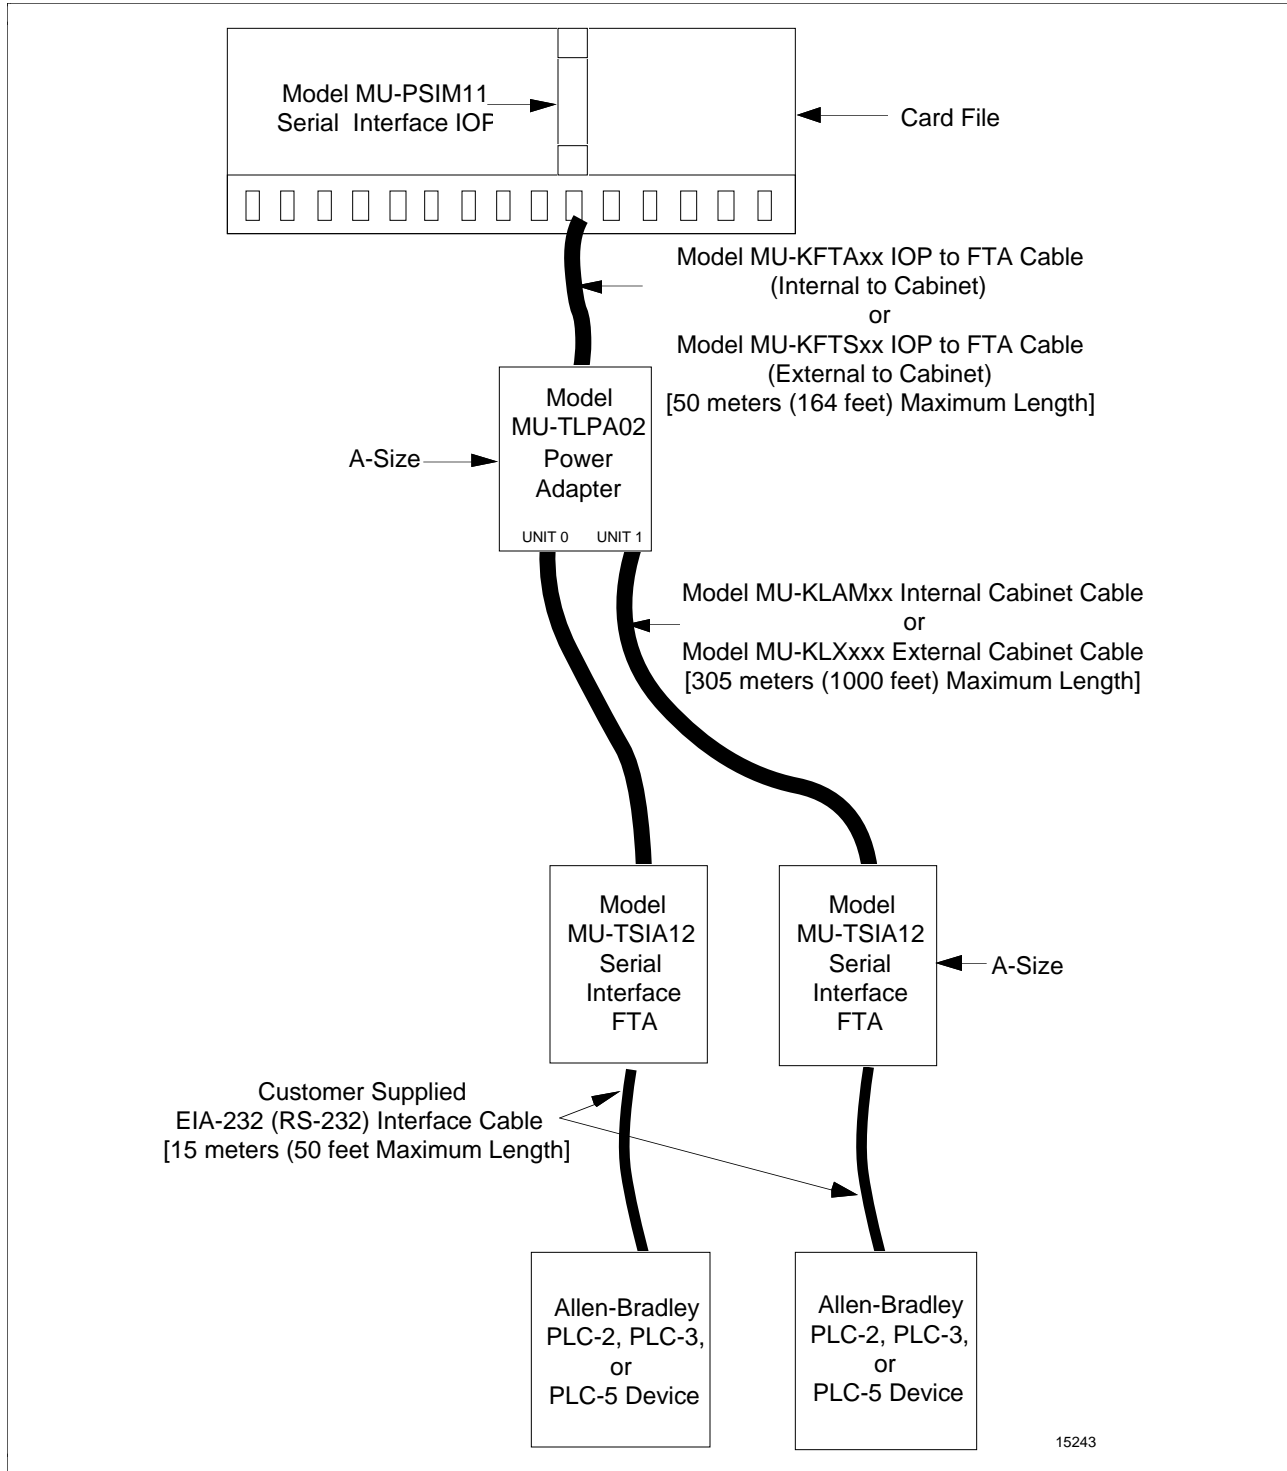 Model MU-PSIM11
Serial Interface IOP
Card File
Model MU-KFTAxx IOP to FTA Cable
(Internal to Cabinet)
or
Model MU-KFTSxx IOP to FTA Cable
(External to Cabinet)
[50 meters (164 feet) Maximum Length]
Model
MU-TLPA02
Power
Adapter
A-Size
UNIT 0
UNIT 1
Model MU-KLAMxx Internal Cabinet Cable
or
Model MU-KLXxxx External Cabinet Cable
[305 meters (1000 feet) Maximum Length]
Model
MU-TSIA12
Serial
Interface
FTA
Model
MU-TSIA12
Serial
Interface
FTA
A-Size
Customer Supplied
EIA-232 (RS-232) Interface Cable
[15 meters (50 feet Maximum Length]
Allen-Bradley
PLC-2, PLC-3,
or
PLC-5 Device
Allen-Bradley
PLC-2, PLC-3,
or
PLC-5 Device
15243